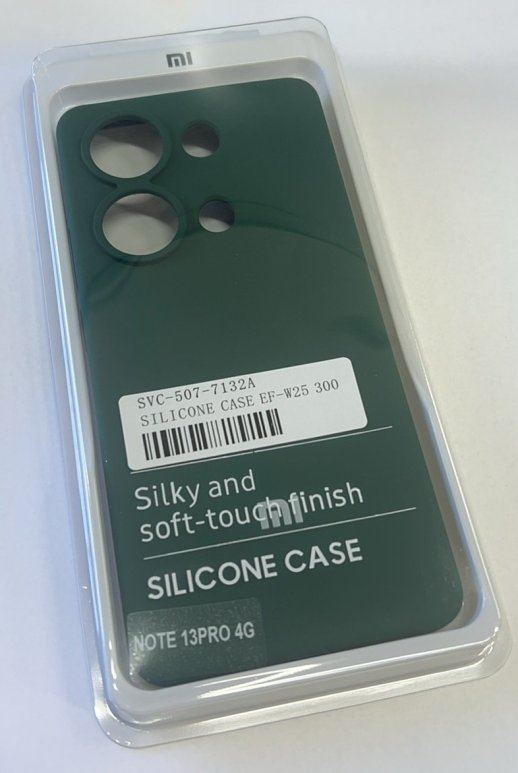 mi
SVC-507-7132A
SILICONE CASE EF-W25 300
Silky and
soft-touch finish
mi
SILICONE CASE
NOTE 13PRO 4G